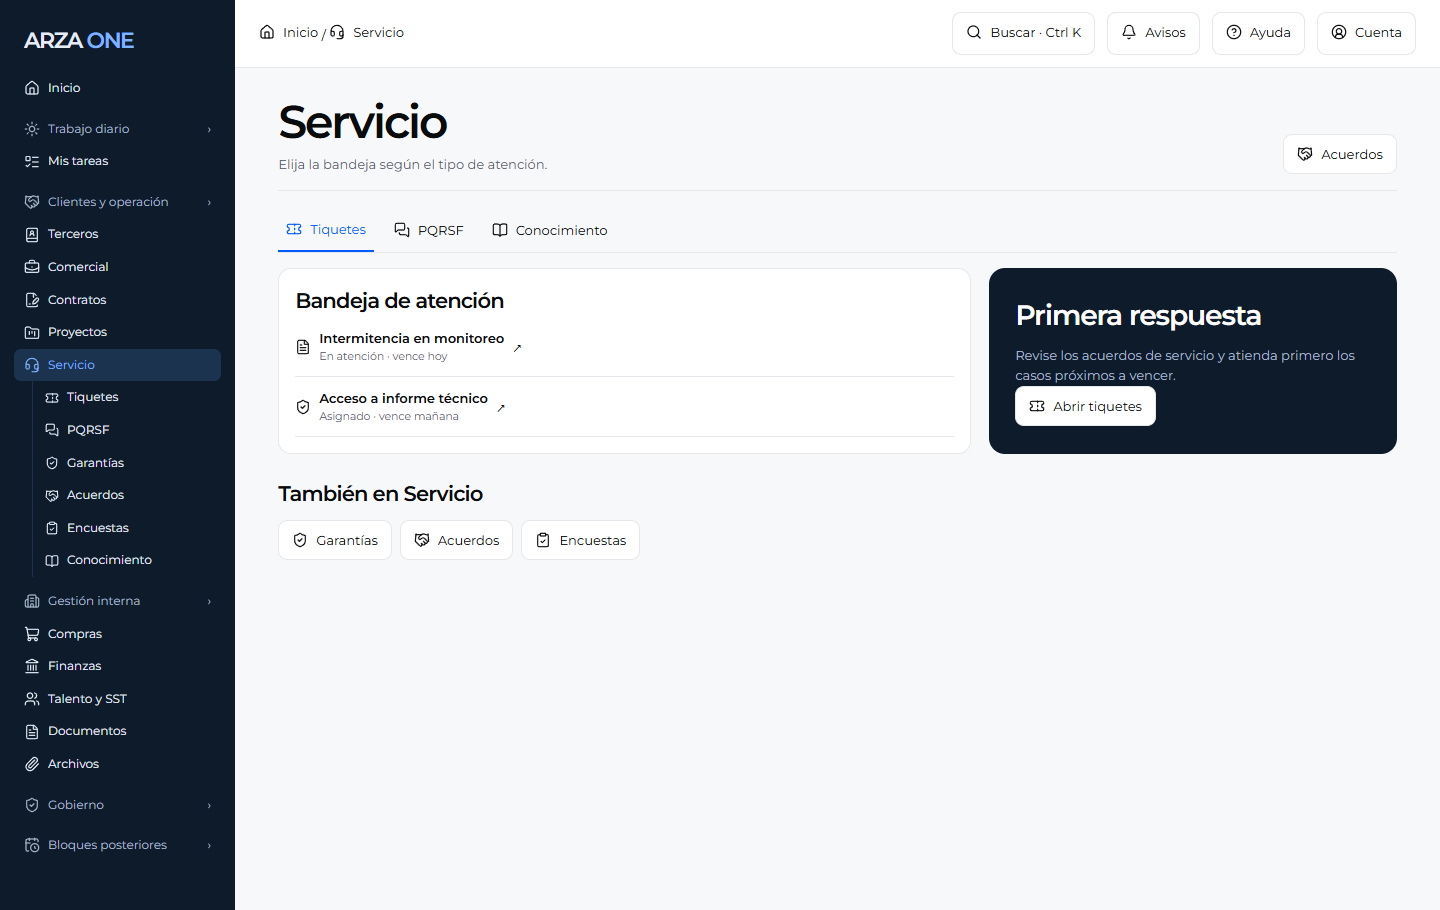 ARZA ONE
Inicio
Trabajo diario
Mis tareas
Clientes y operación
Terceros
Comercial
Contratos
Proyectos
Servicio
Tiquetes
PQRSF
Garantías
Acuerdos
Encuestas
Conocimiento
Gestión interna
Compras
Finanzas
Talento y SST
Documentos
Archivos
Gobierno
Bloques posteriores
Inicio / Servicio
Buscar · Ctrl K
Avisos
Ayuda
Cuenta
Servicio
Elija la bandeja según el tipo de atención.
Acuerdos
Tiquetes
PQRSF
Conocimiento
Bandeja de atención
Intermitencia en monitoreo
En atención · vence hoy
Acceso a informe técnico
Asignado · vence mañana
Primera respuesta
Revise los acuerdos de servicio y atienda primero los
casos próximos a vencer.
Abrir tiquetes
También en Servicio
Garantías
Acuerdos
Encuestas